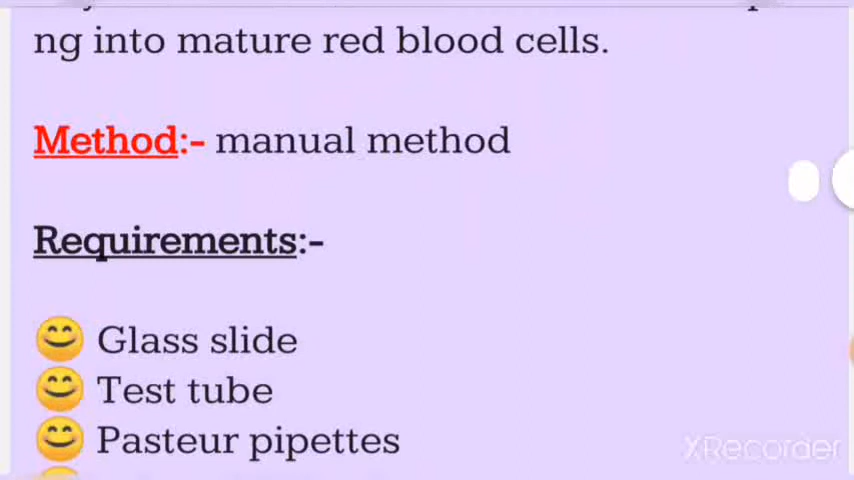 ng into mature red blood cells.
Method:- manual method
Requirements:-
😊 Glass slide
😊 Test tube
😊 Pasteur pipettes
XRecorder